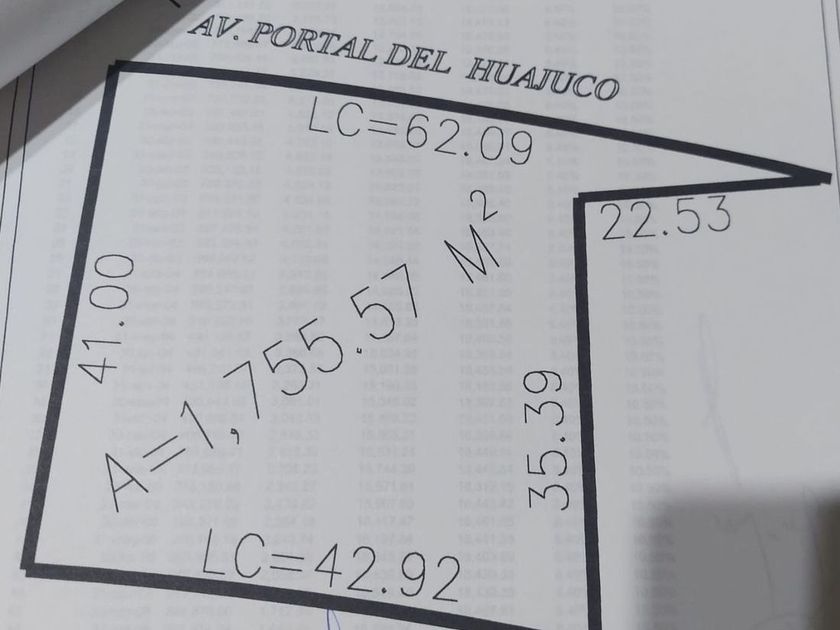 AV. PORTAL DEL HUAJUCO
LC=62.09
22.53
41.00
A=1,755.57 M²
35.39
LC=42.92